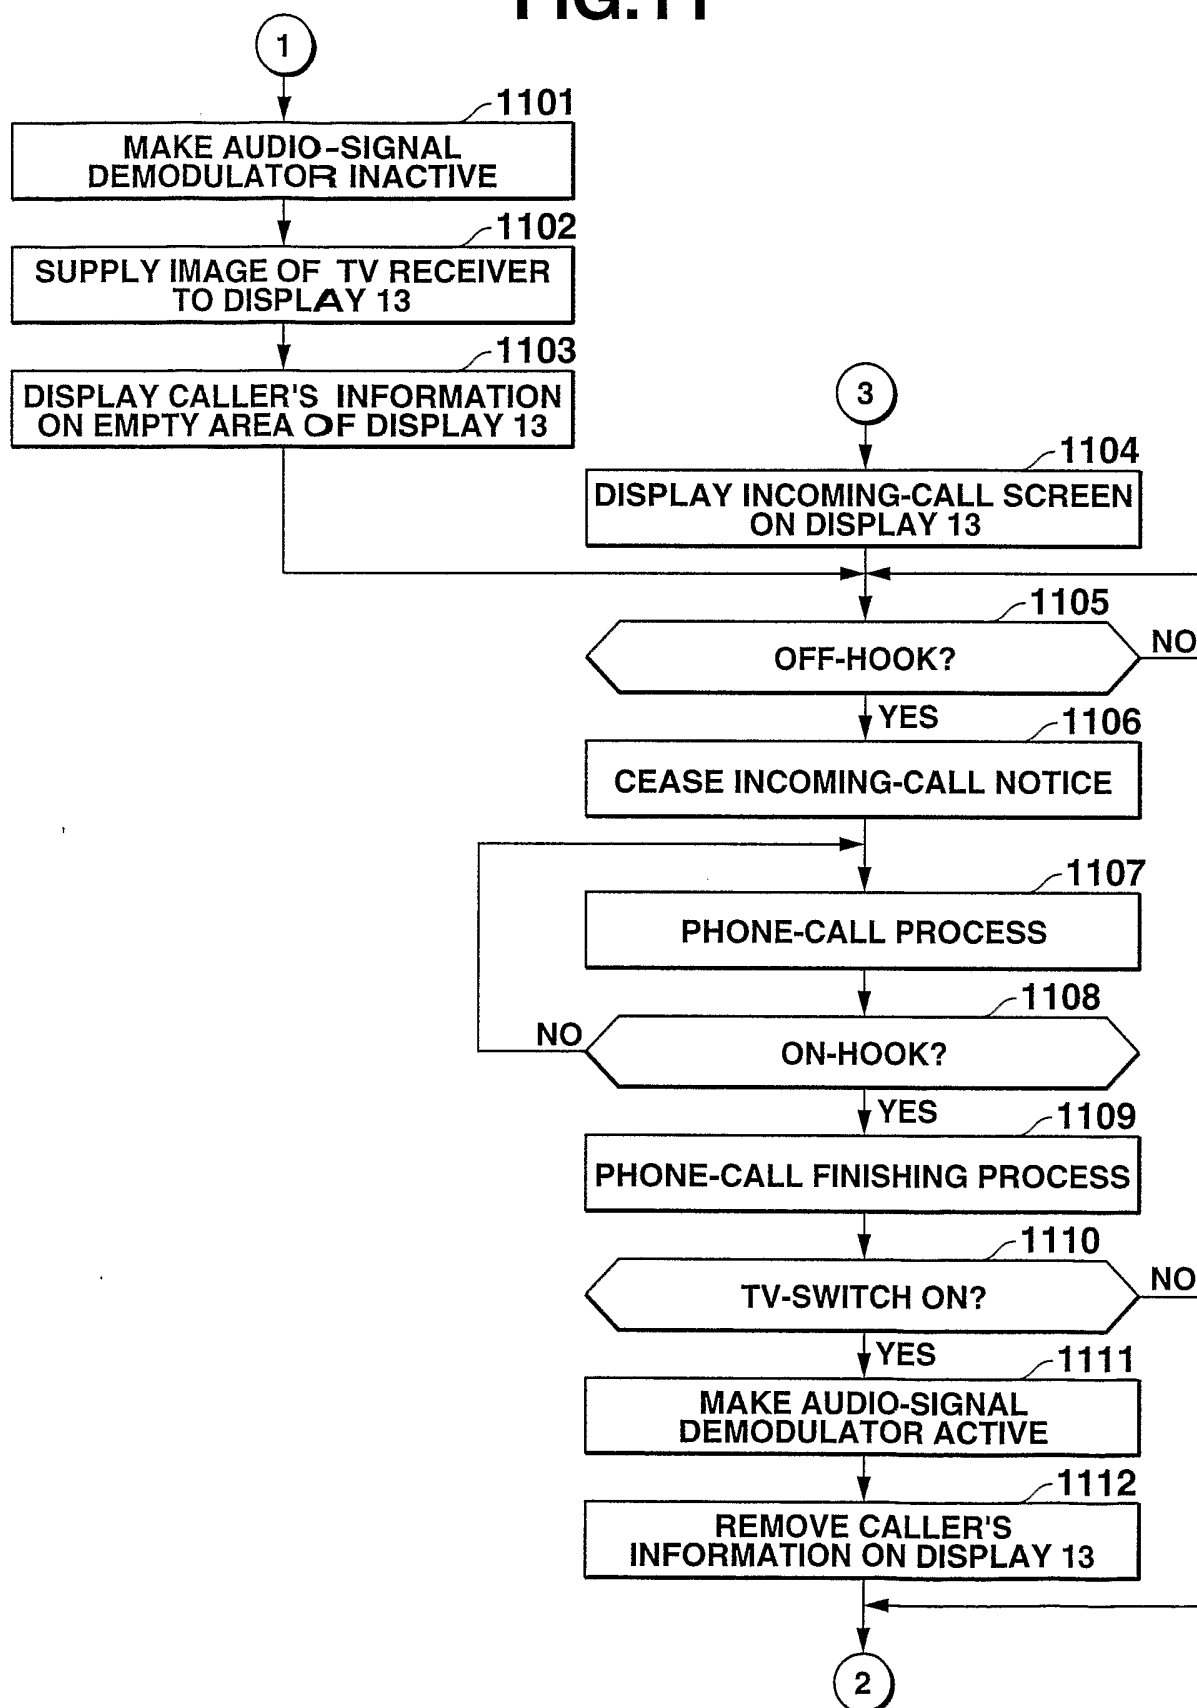 FIG.11
1
1101
MAKE AUDIO-SIGNAL
DEMODULATOR INACTIVE
1102
SUPPLY IMAGE OF TV RECEIVER
TO DISPLAY 13
1103
DISPLAY CALLER'S INFORMATION
ON EMPTY AREA OF DISPLAY 13
3
1104
DISPLAY INCOMING-CALL SCREEN
ON DISPLAY 13
1105
OFF-HOOK?
NO
YES
1106
CEASE INCOMING-CALL NOTICE
1107
PHONE-CALL PROCESS
1108
NO
ON-HOOK?
YES
1109
PHONE-CALL FINISHING PROCESS
1110
TV-SWITCH ON?
NO
YES
1111
MAKE AUDIO-SIGNAL
DEMODULATOR ACTIVE
1112
REMOVE CALLER'S
INFORMATION ON DISPLAY 13
2